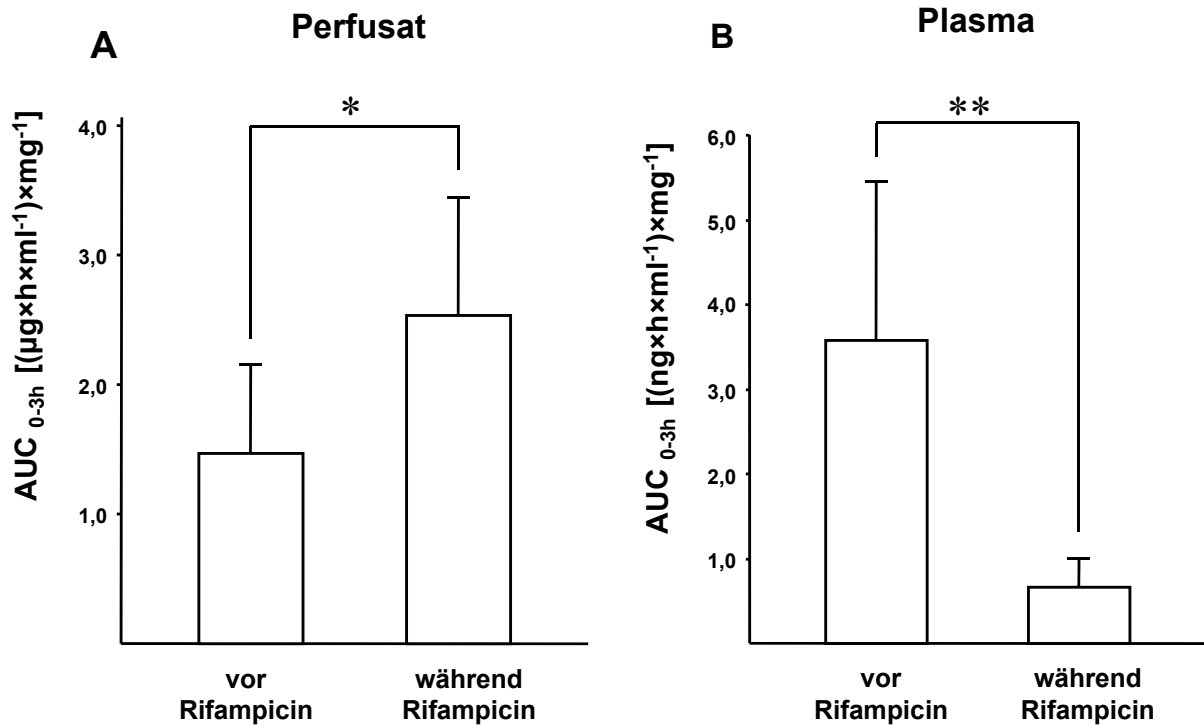 A
Perfusat
AUC 0-3h [(µg×h×ml-1)×mg-1]
4,0
3,0
2,0
1,0
*
vor
Rifampicin
während
Rifampicin
B
Plasma
AUC 0-3h [(ng×h×ml-1)×mg-1]
6,0
5,0
4,0
3,0
2,0
1,0
**
vor
Rifampicin
während
Rifampicin